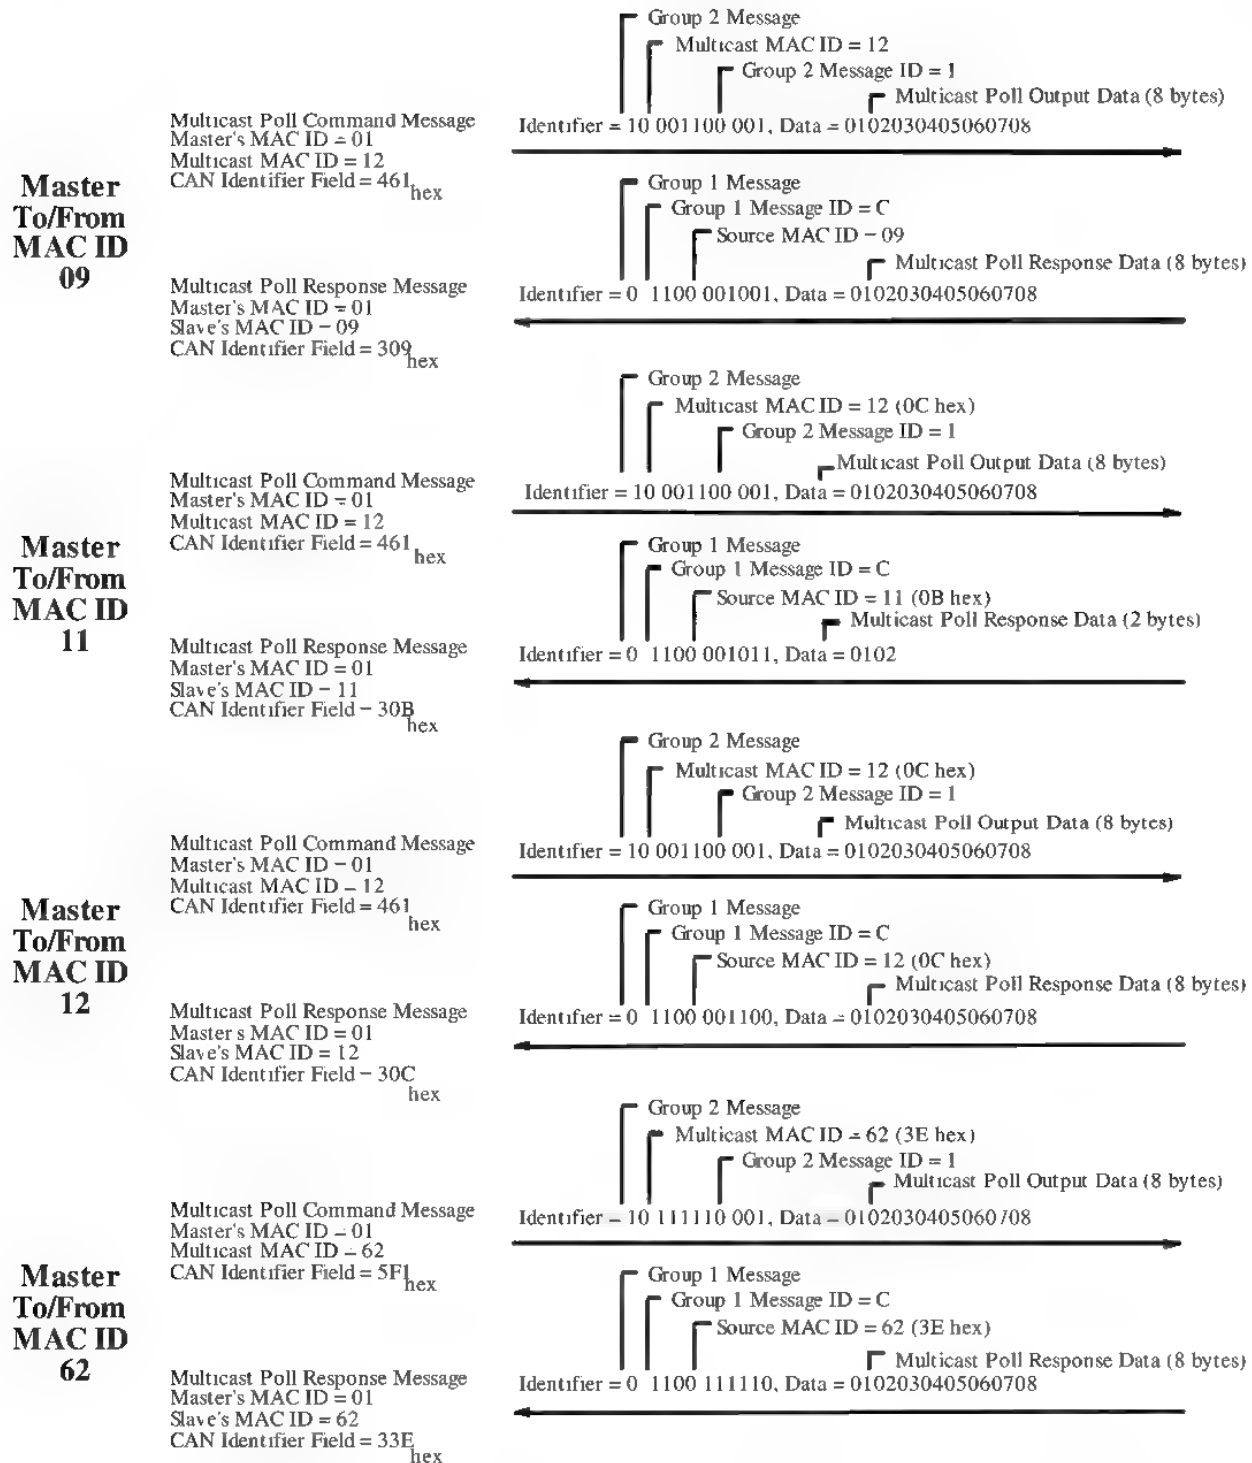 Group 2 Message
Multicast MAC ID = 12
Group 2 Message ID = 1
Multicast Poll Output Data (8 bytes)
Multicast Poll Command Message
Identifier = 10 001100 001, Data = 0102030405060708
Master's MAC ID = 01
Multicast MAC ID = 12
CAN Identifier Field = 461hex
Master
To/From
MAC ID
09
Group 1 Message
Group 1 Message ID = C
Source MAC ID – 09
Multicast Poll Response Data (8 bytes)
Multicast Poll Response Message
Identifier = 0 1100 001001, Data = 0102030405060708
Master's MAC ID = 01
Slave's MAC ID – 09
CAN Identifier Field = 309hex
Group 2 Message
Multicast MAC ID = 12 (0C hex)
Group 2 Message ID = 1
Multicast Poll Output Data (8 bytes)
Multicast Poll Command Message
Identifier = 10 001100 001, Data = 0102030405060708
Master's MAC ID = 01
Multicast MAC ID = 12
CAN Identifier Field = 461hex
Master
To/From
MAC ID
11
Group 1 Message
Group 1 Message ID = C
Source MAC ID = 11 (0B hex)
Multicast Poll Response Data (2 bytes)
Multicast Poll Response Message
Identifier = 0 1100 001011, Data = 0102
Master's MAC ID = 01
Slave's MAC ID – 11
CAN Identifier Field – 30Bhex
Group 2 Message
Multicast MAC ID = 12 (0C hex)
Group 2 Message ID = 1
Multicast Poll Output Data (8 bytes)
Multicast Poll Command Message
Identifier = 10 001100 001, Data = 0102030405060708
Master's MAC ID – 01
Multicast MAC ID – 12
CAN Identifier Field = 461hex
Master
To/From
MAC ID
12
Group 1 Message
Group 1 Message ID = C
Source MAC ID = 12 (0C hex)
Multicast Poll Response Data (8 bytes)
Multicast Poll Response Message
Identifier = 0 1100 001100, Data = 0102030405060708
Master s MAC ID = 01
Slave's MAC ID = 12
CAN Identifier Field – 30Chex
Group 2 Message
Multicast MAC ID = 62 (3E hex)
Group 2 Message ID = 1
Multicast Poll Output Data (8 bytes)
Multicast Poll Command Message
Identifier – 10 111110 001, Data – 0102030405060708
Master's MAC ID = 01
Multicast MAC ID = 62
CAN Identifier Field = 5F1hex
Master
To/From
MAC ID
62
Group 1 Message
Group 1 Message ID = C
Source MAC ID = 62 (3E hex)
Multicast Poll Response Data (8 bytes)
Multicast Poll Response Message
Identifier = 0 1100 111110, Data = 0102030405060708
Master's MAC ID = 01
Slave's MAC ID = 62
CAN Identifier Field = 33Ehex